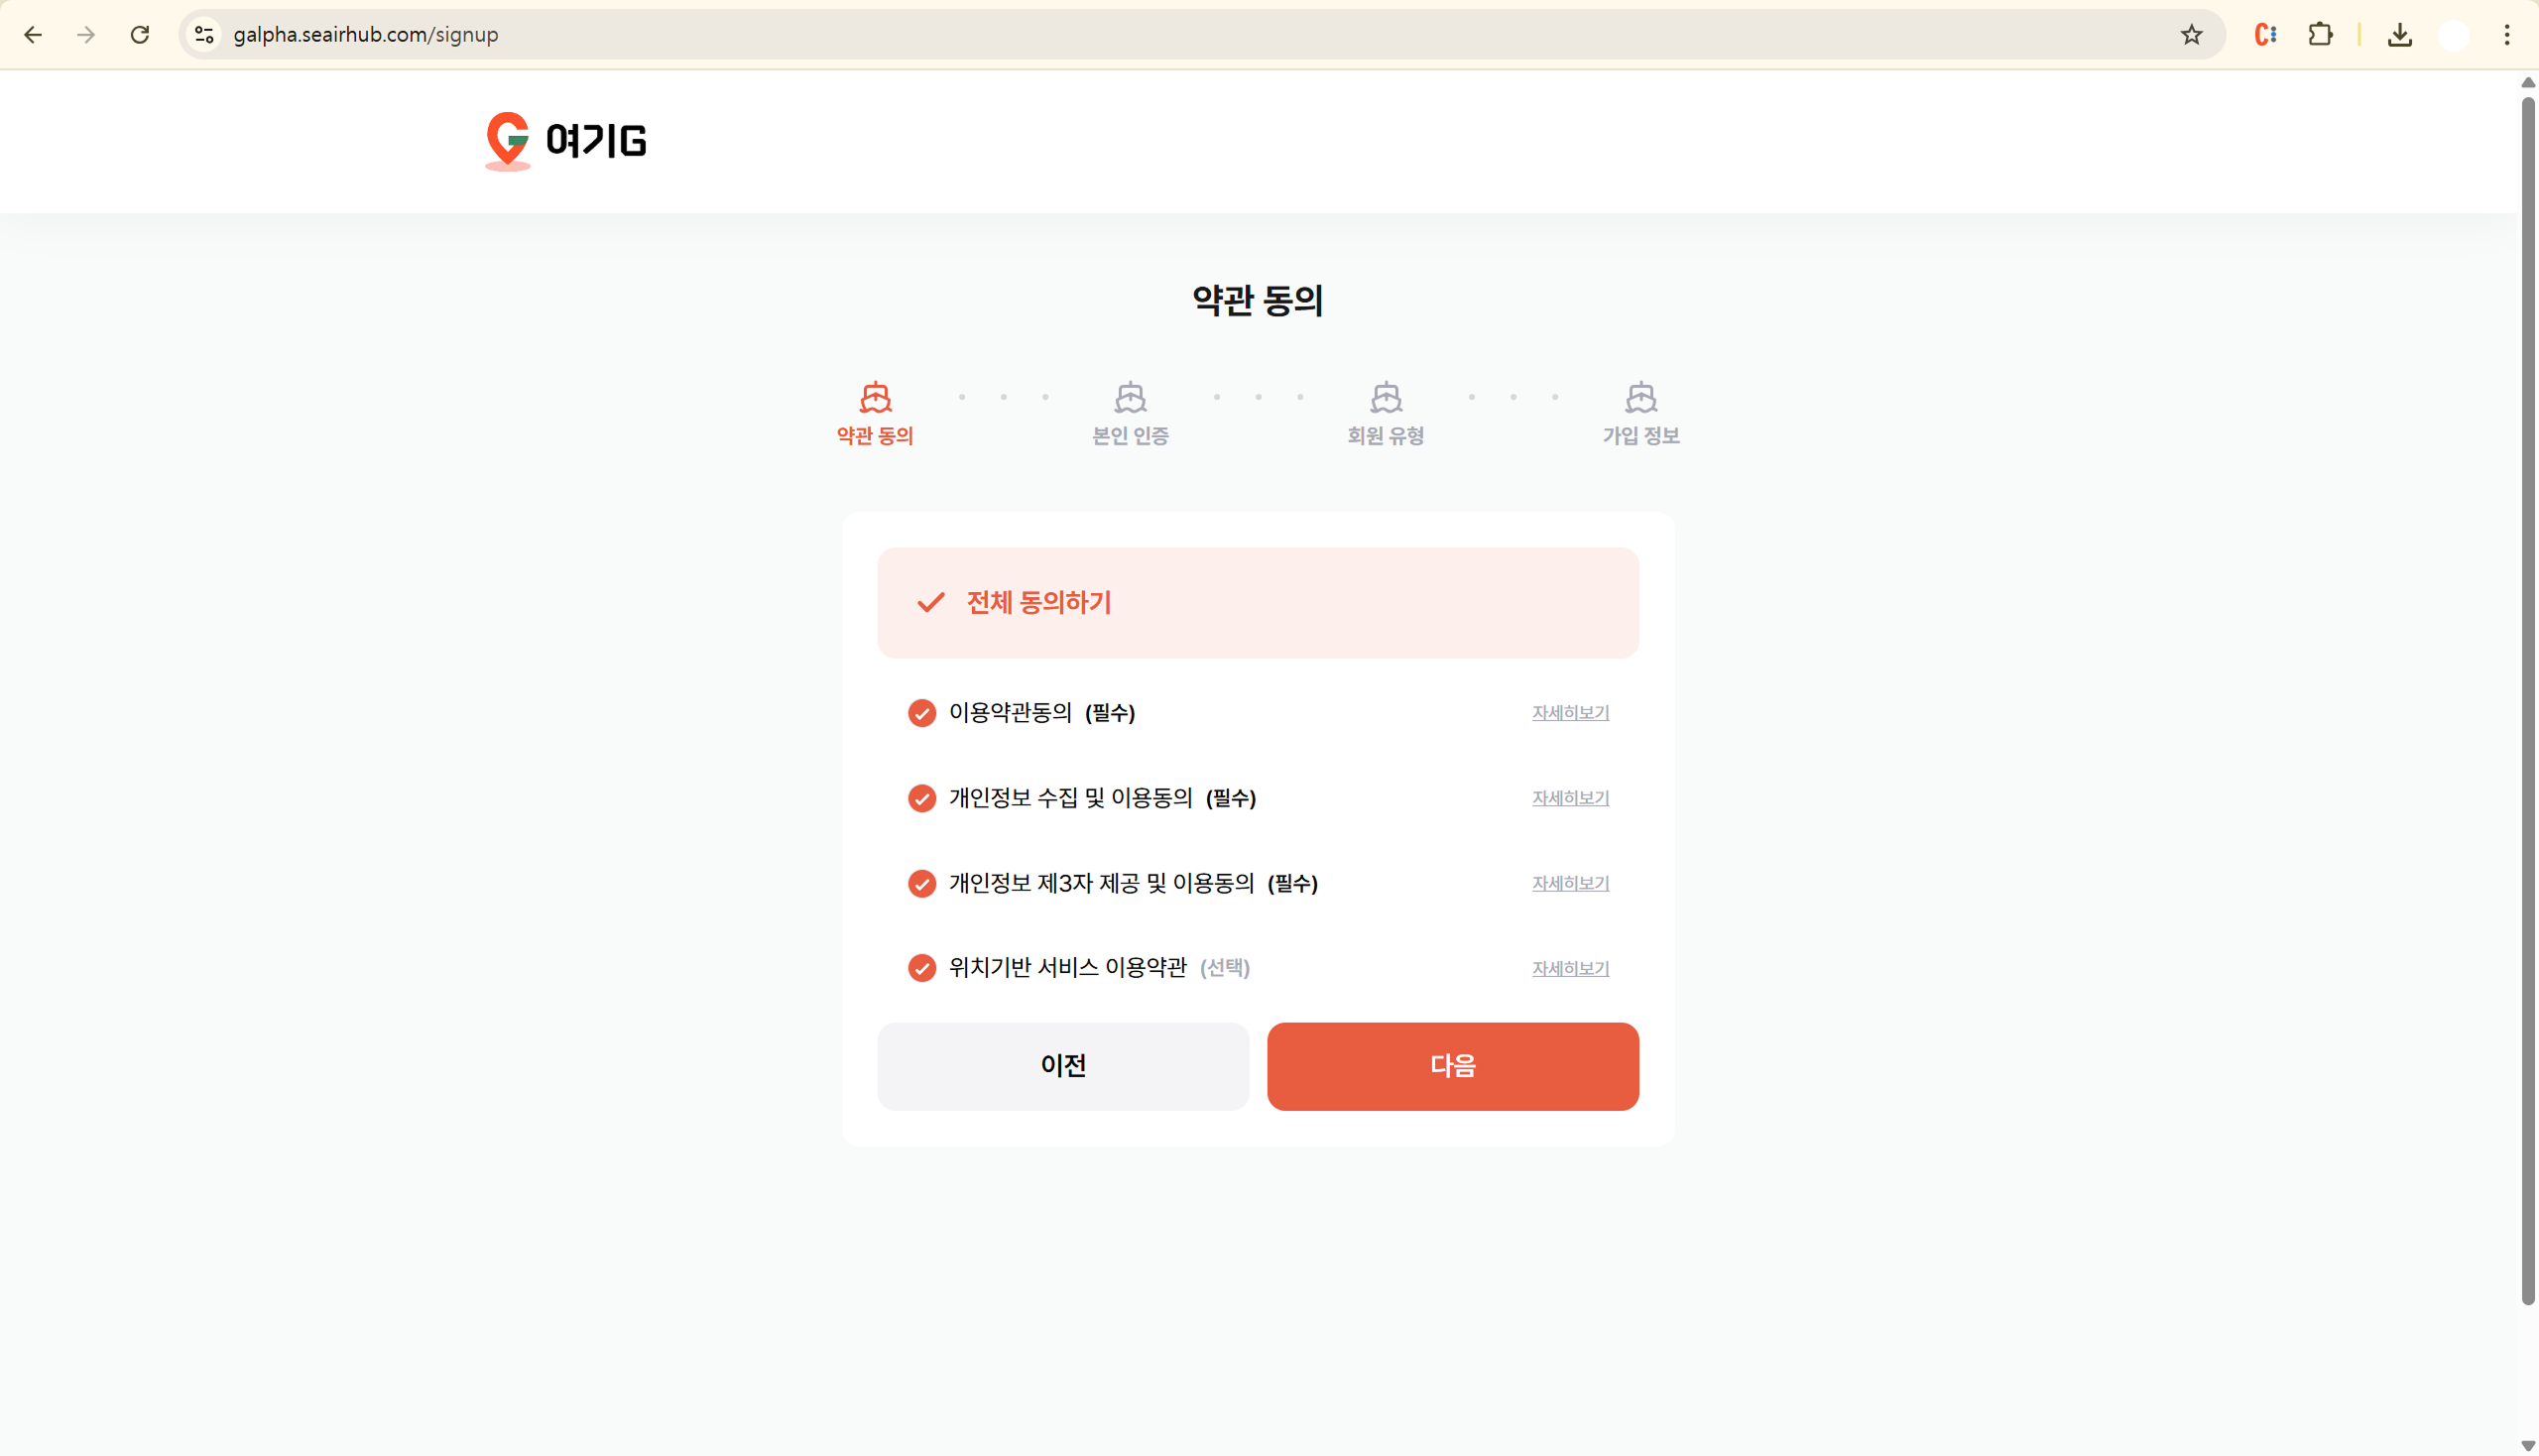 galpha.seairhub.com/signup
여기G
약관 동의
약관 동의
본인 인증
회원 유형
가입 정보
전체 동의하기
이용약관동의 (필수) 자세히보기
개인정보 수집 및 이용동의 (필수) 자세히보기
개인정보 제3자 제공 및 이용동의 (필수) 자세히보기
위치기반 서비스 이용약관 (선택) 자세히보기
이전 다음